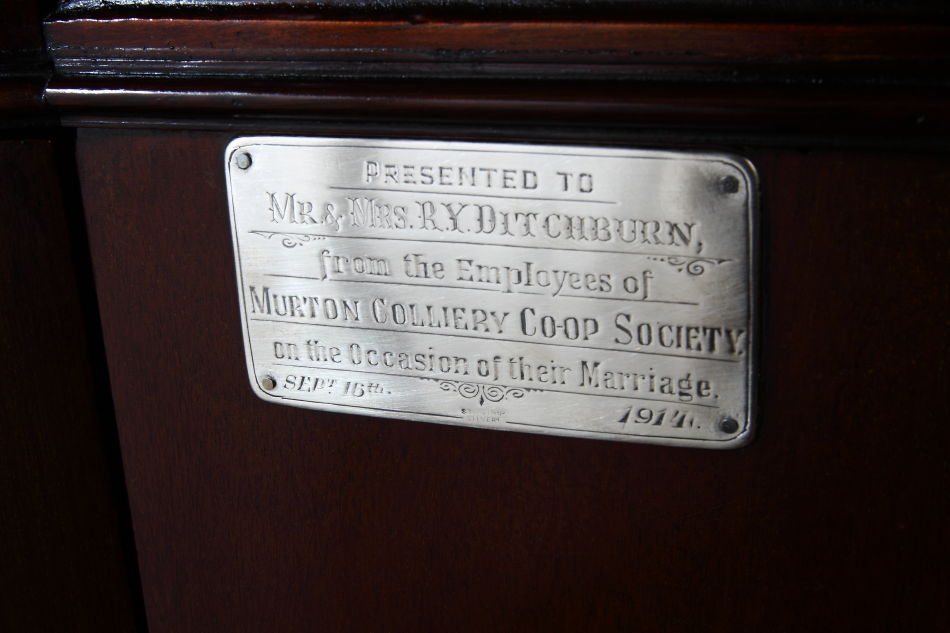 PRESENTED TO
MR. & MRS. R.Y. DITCHBURN,
from the Employees of
MURTON COLLIERY CO-OP SOCIETY.
on the Occasion of their Marriage.
SEPT 16th. 1914.